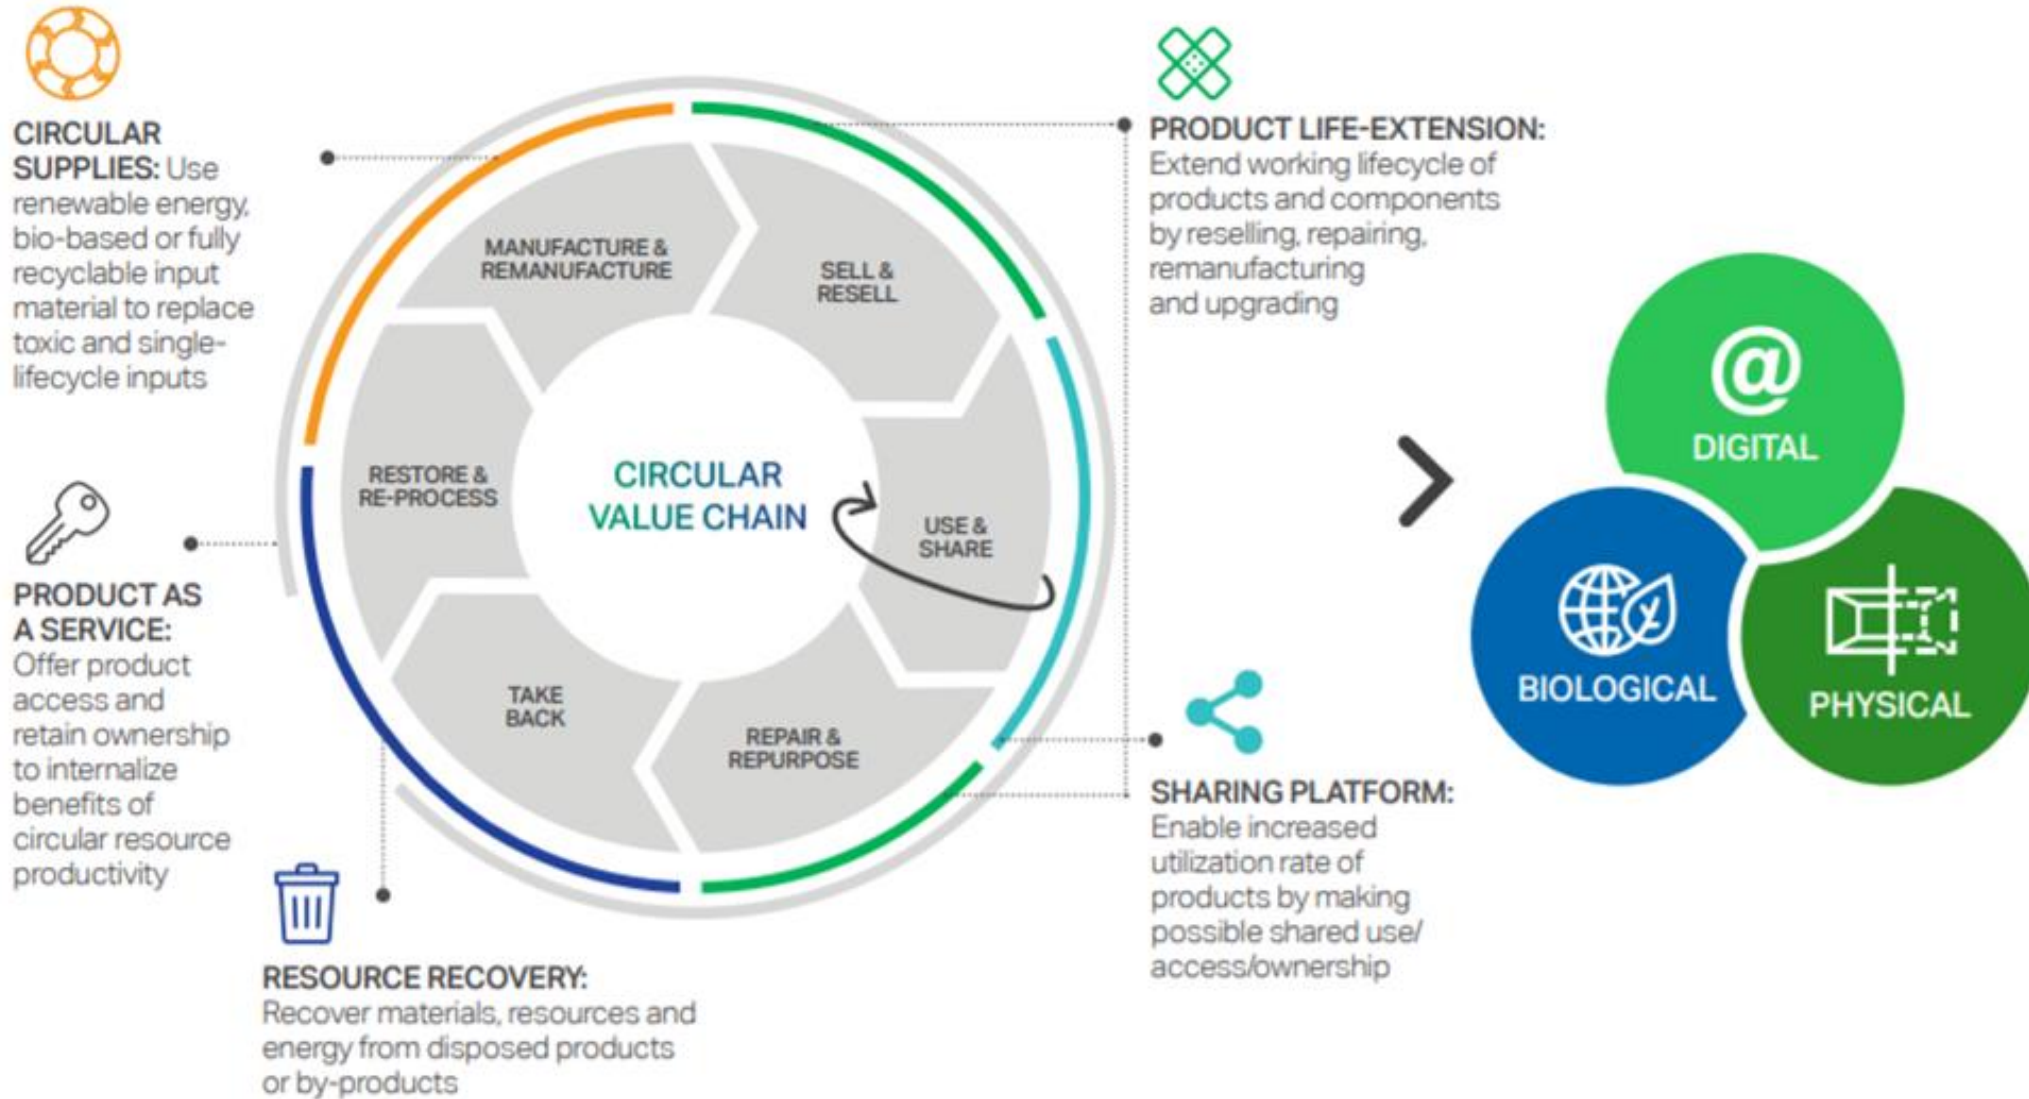 CIRCULAR
SUPPLIES: Use
renewable energy,
bio-based or fully
recyclable input
material to replace
toxic and single-
lifecycle inputs
PRODUCT AS
A SERVICE:
Offer product
access and
retain ownership
to internalize
benefits of
circular resource
productivity
RESOURCE RECOVERY:
Recover materials, resources and
energy from disposed products
or by-products
MANUFACTURE &
REMANUFACTURE
SELL &
RESELL
USE &
SHARE
REPAIR &
REPURPOSE
TAKE
BACK
RESTORE &
RE-PROCESS
CIRCULAR
VALUE CHAIN
PRODUCT LIFE-EXTENSION:
Extend working lifecycle of
products and components
by reselling, repairing,
remanufacturing
and upgrading
SHARING PLATFORM:
Enable increased
utilization rate of
products by making
possible shared use/
access/ownership
@
DIGITAL
BIOLOGICAL
PHYSICAL